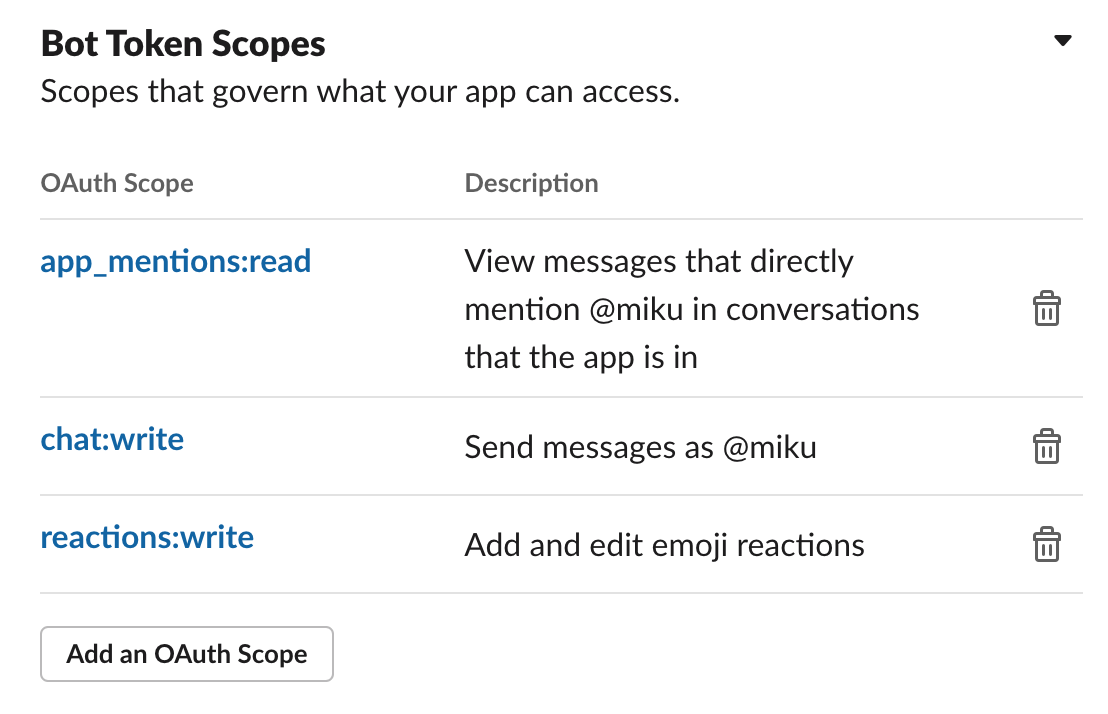 Bot Token Scopes
Scopes that govern what your app can access.
OAuth Scope
Description
app_mentions:read
View messages that directly
mention @miku in conversations
that the app is in
chat:write
Send messages as @miku
reactions:write
Add and edit emoji reactions
Add an OAuth Scope